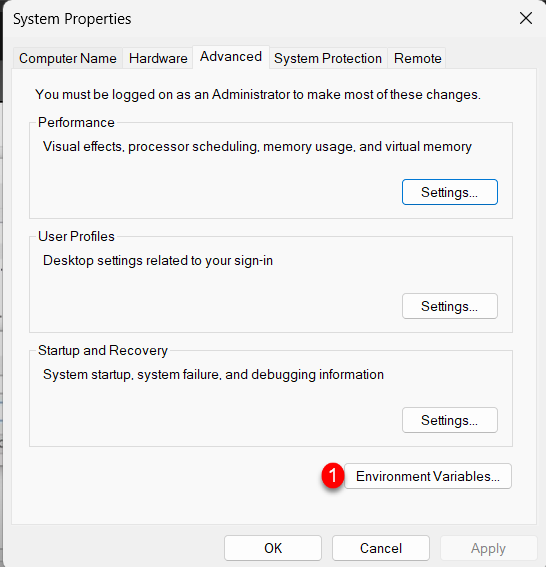 System Properties
Computer Name Hardware Advanced System Protection Remote
You must be logged on as an Administrator to make most of these changes.
Performance
Visual effects, processor scheduling, memory usage, and virtual memory
Settings...
User Profiles
Desktop settings related to your sign-in
Settings...
Startup and Recovery
System startup, system failure, and debugging information
Settings...
1 Environment Variables...
OK Cancel Apply